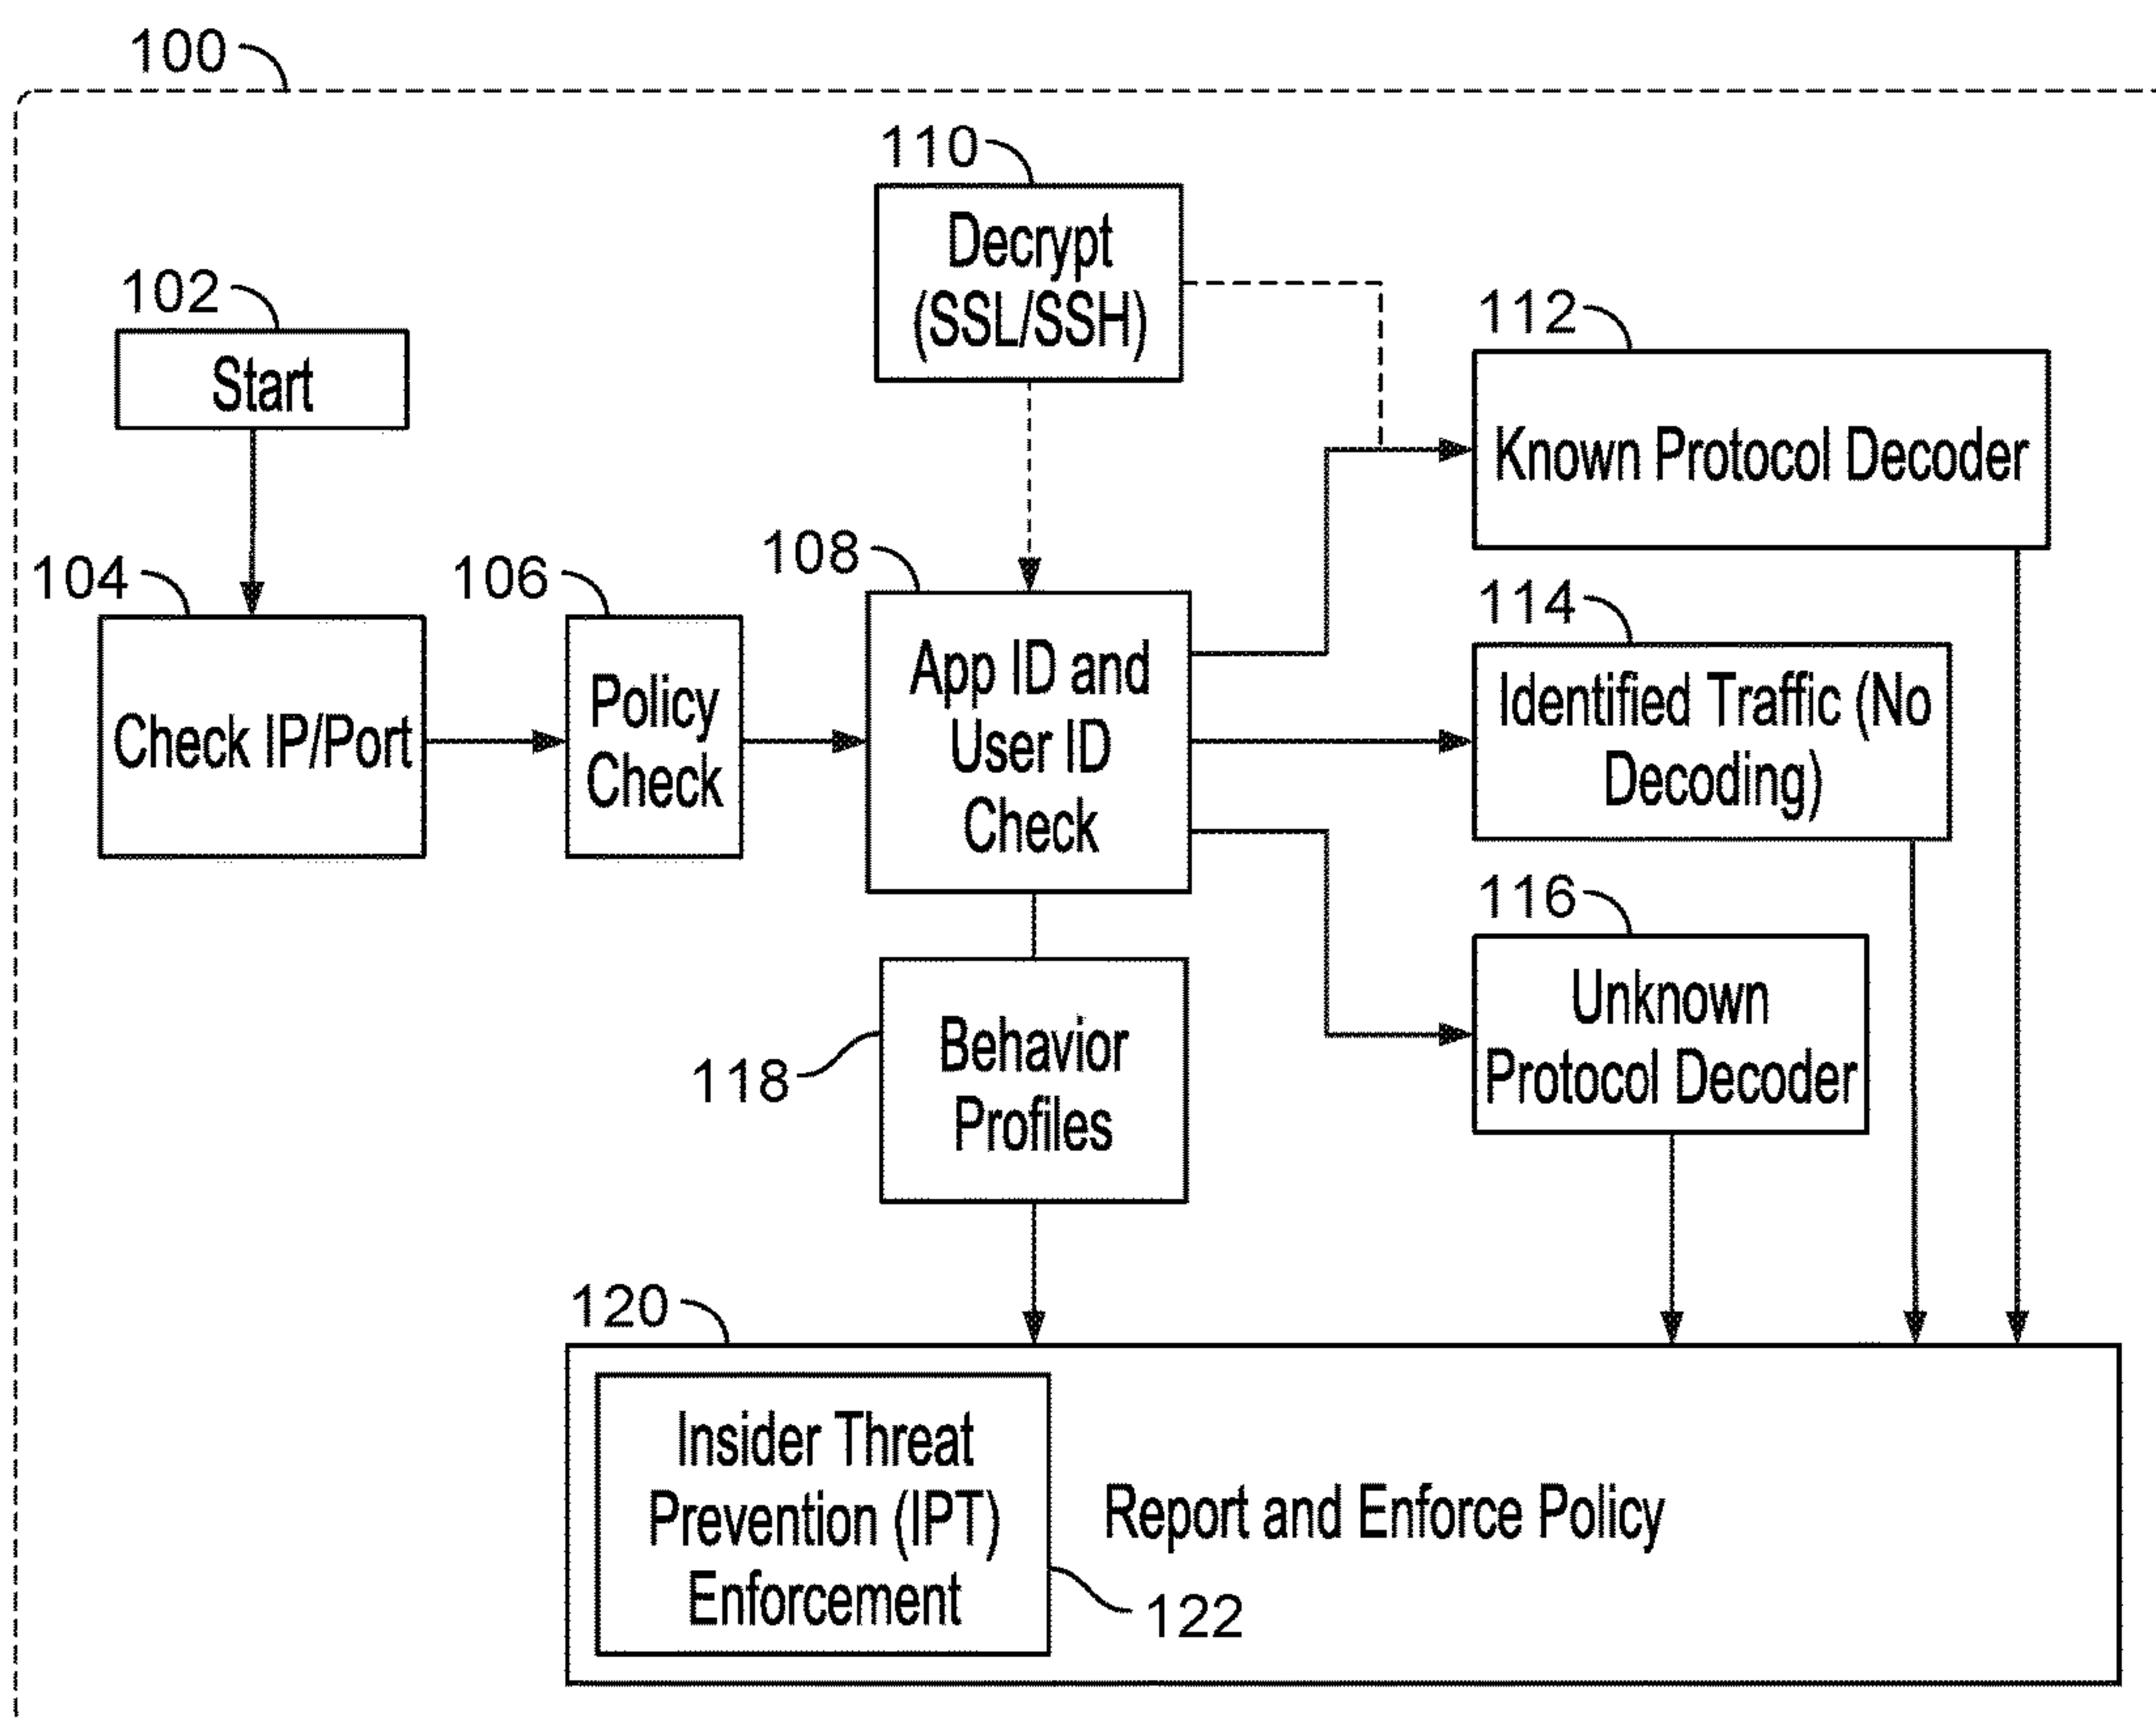 100
110
Decrypt
(SSL/SSH)
102
Start
112
Known Protocol Decoder
104
Check IP/Port
106
Policy
Check
108
App ID and
User ID
Check
114
Identified Traffic (No
Decoding)
116
Unknown
Protocol Decoder
118
Behavior
Profiles
120
Insider Threat
Prevention (IPT)
Enforcement
122
Report and Enforce Policy